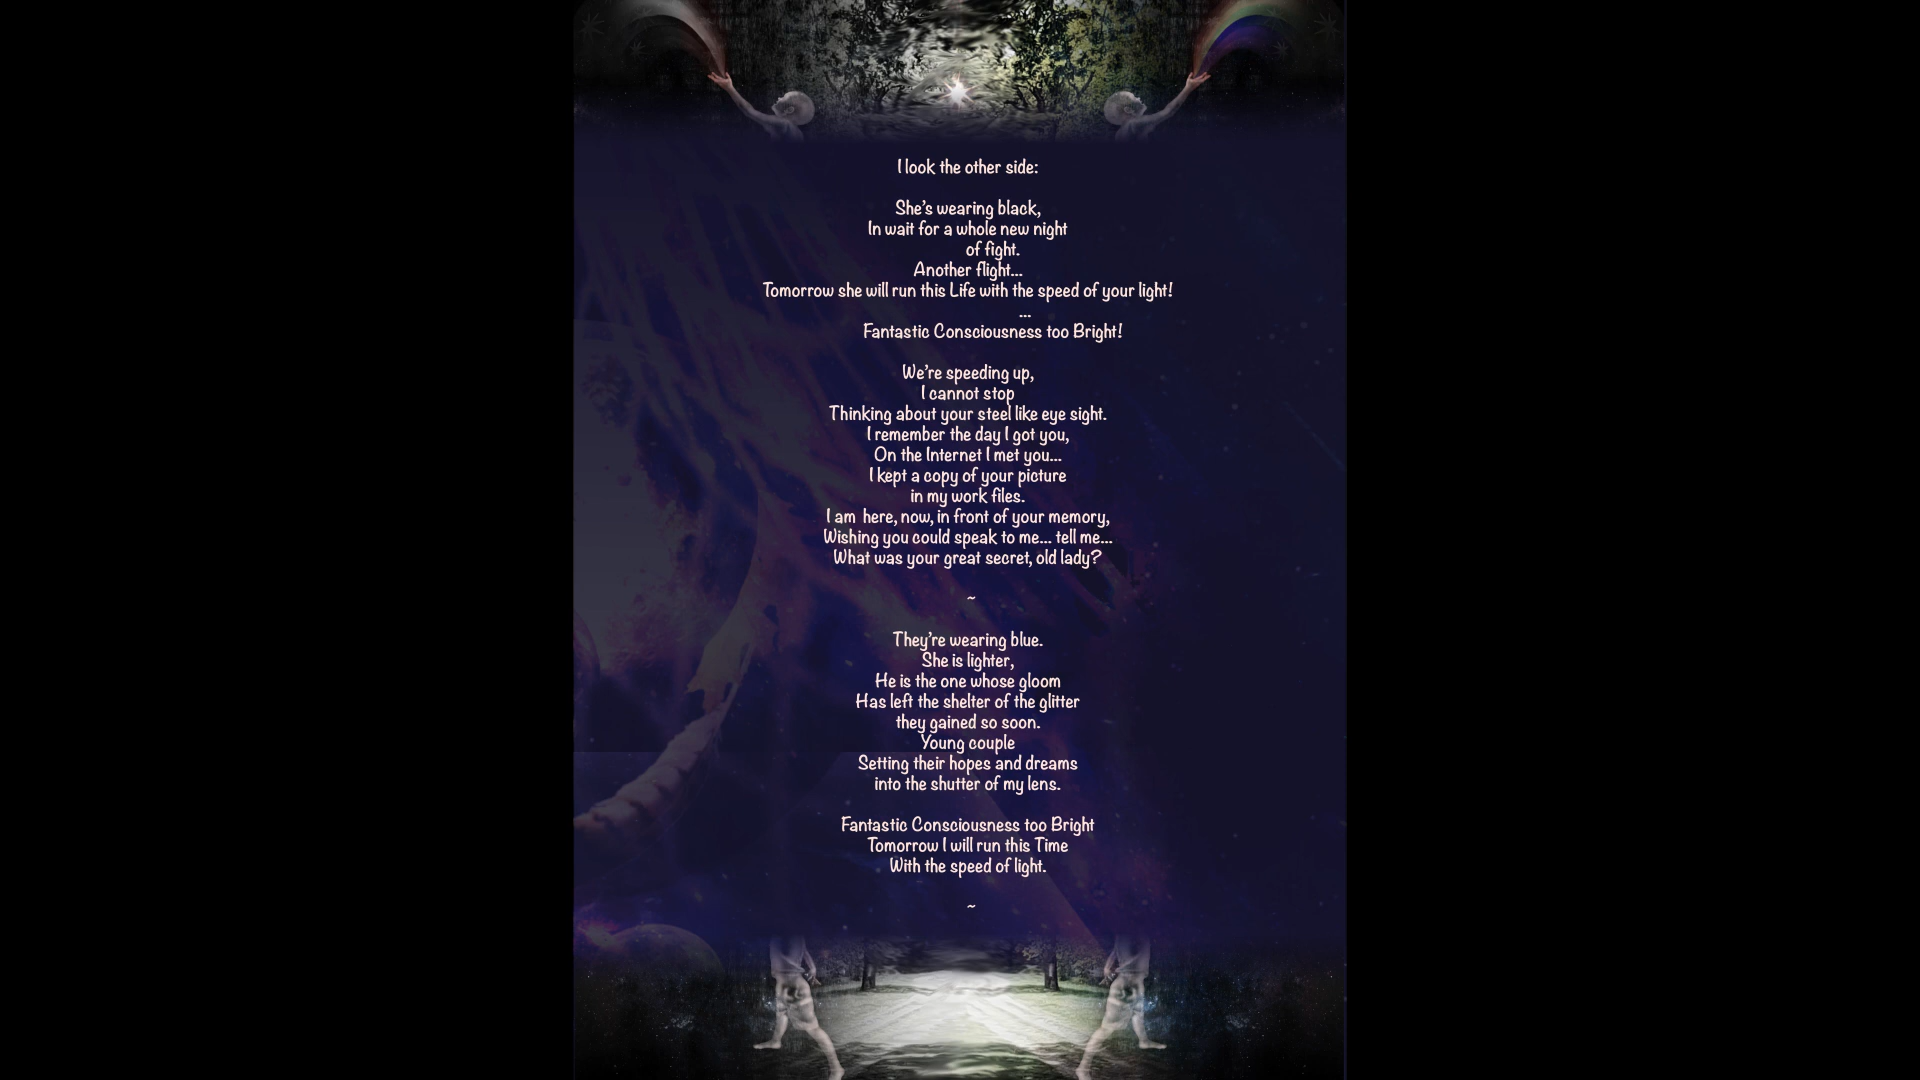 I look the other side:
She's wearing black,
In wait for a whole new night
of fight.
Another flight...
Tomorrow she will run this Life with the speed of your light!
...
Fantastic Consciousness too Bright!
We're speeding up,
I cannot stop
Thinking about your steel like eye sight.
I remember the day I got you,
On the Internet I met you...
I kept a copy of your picture
in my work files.
I am here, now, in front of your memory,
Wishing you could speak to me... tell me...
What was your great secret, old lady?
~
They're wearing blue.
She is lighter,
He is the one whose gloom
Has left the shelter of the glitter
they gained so soon.
Young couple
Setting their hopes and dreams
into the shutter of my lens.
Fantastic Consciousness too Bright
Tomorrow I will run this Time
With the speed of light.
~